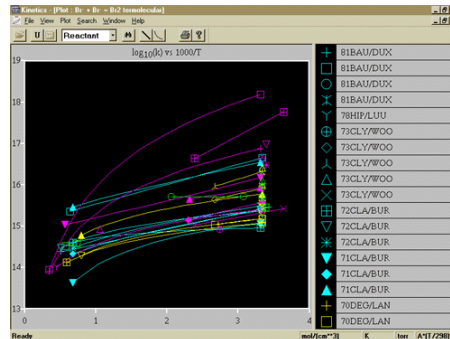 Kinetics - [Plot : Br + Br = Br2 termolecular]
File View Plot Search Window Help
Reactant
log10(k) vs 1000/T
19
18
17
16
15
14
13
0 1 2 3 4
81BAU/DUX
81BAU/DUX
81BAU/DUX
81BAU/DUX
78HIP/LUU
73CLY/WOO
73CLY/WOO
73CLY/WOO
73CLY/WOO
73CLY/WOO
72CLA/BUR
72CLA/BUR
72CLA/BUR
71CLA/BUR
71CLA/BUR
70DEG/LAN
70DEG/LAN
Ready mol/(cm**3) K torr A*(T/298)